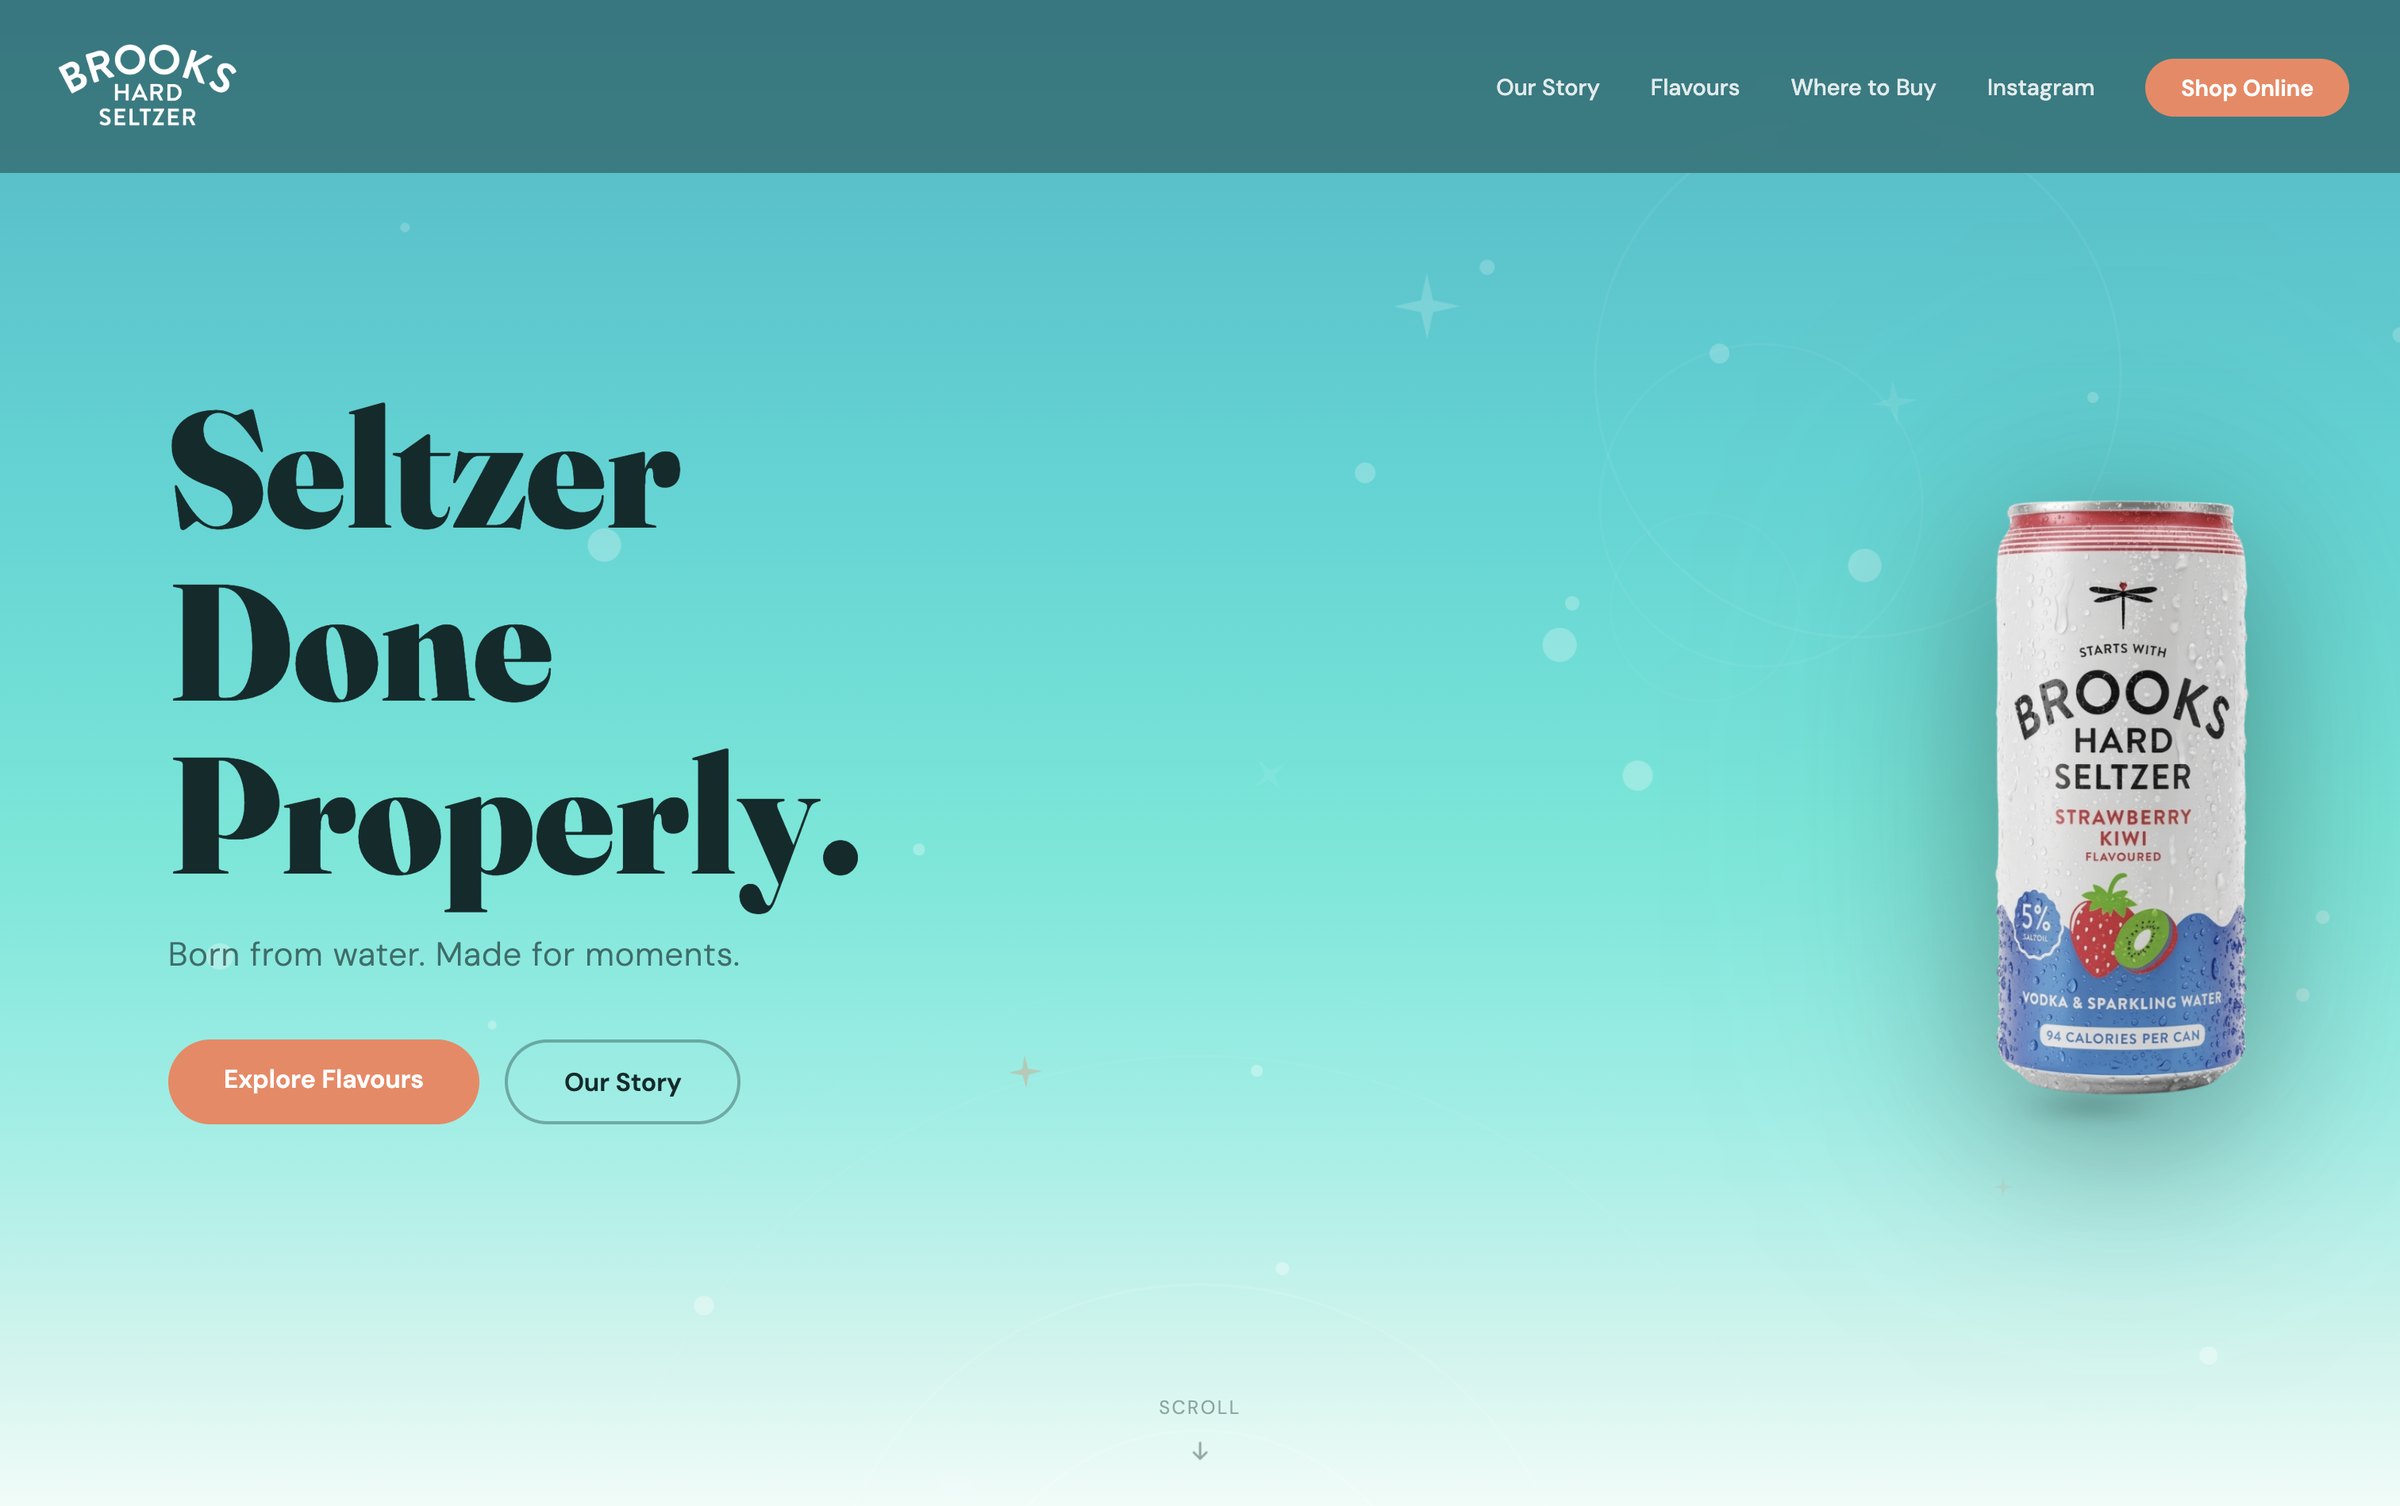 BROOKS
HARD
SELTZER
Our Story
Flavours
Where to Buy
Instagram
Shop Online
Seltzer
Done
Properly.
Born from water. Made for moments.
Explore Flavours
Our Story
STARTS WITH
BROOKS
HARD
SELTZER
STRAWBERRY
KIWI
FLAVOURED
5%
VODKA & SPARKLING WATER
94 CALORIES PER CAN
SCROLL